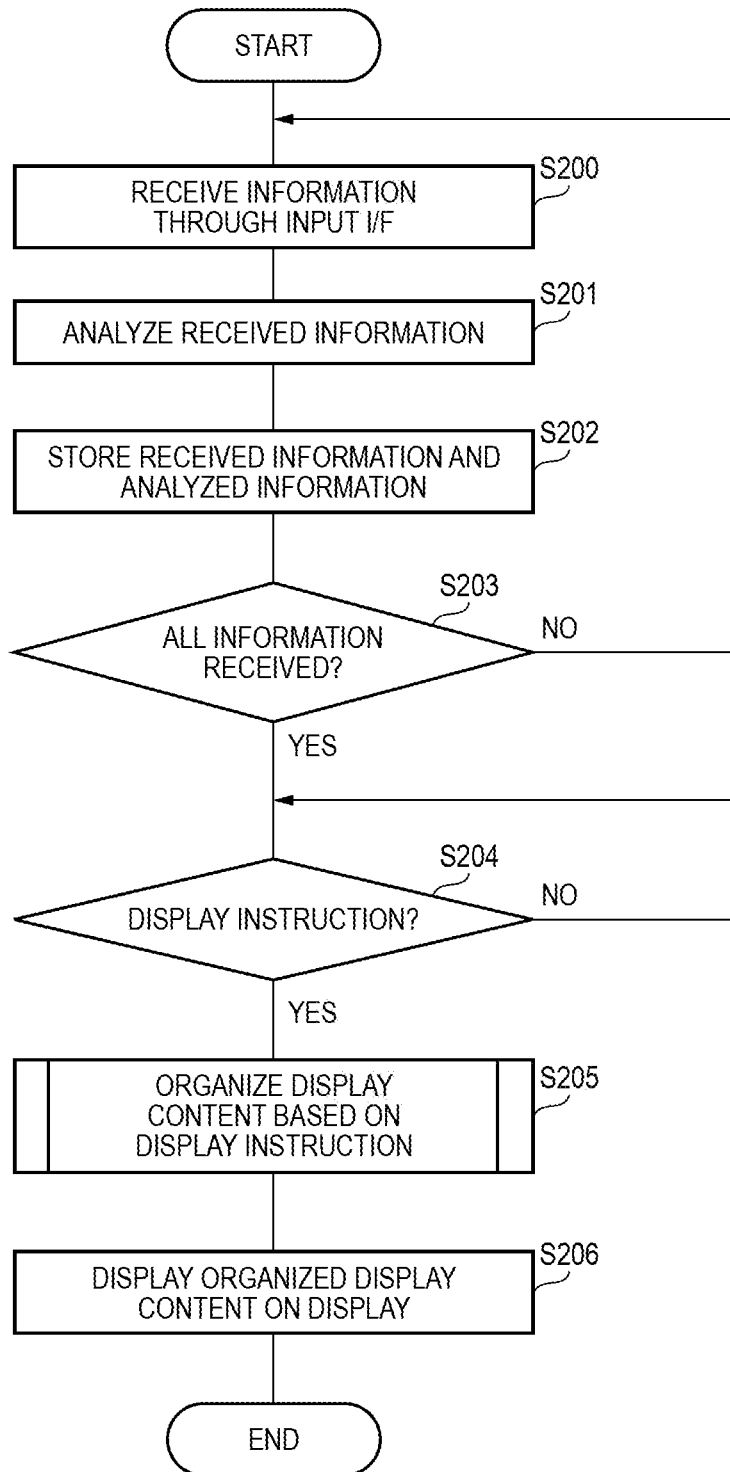 START
S200
RECEIVE INFORMATION
THROUGH INPUT I/F
S201
ANALYZE RECEIVED INFORMATION
S202
STORE RECEIVED INFORMATION AND
ANALYZED INFORMATION
S203
ALL INFORMATION
RECEIVED?
NO
YES
S204
DISPLAY INSTRUCTION?
NO
YES
S205
ORGANIZE DISPLAY
CONTENT BASED ON
DISPLAY INSTRUCTION
S206
DISPLAY ORGANIZED DISPLAY
CONTENT ON DISPLAY
END